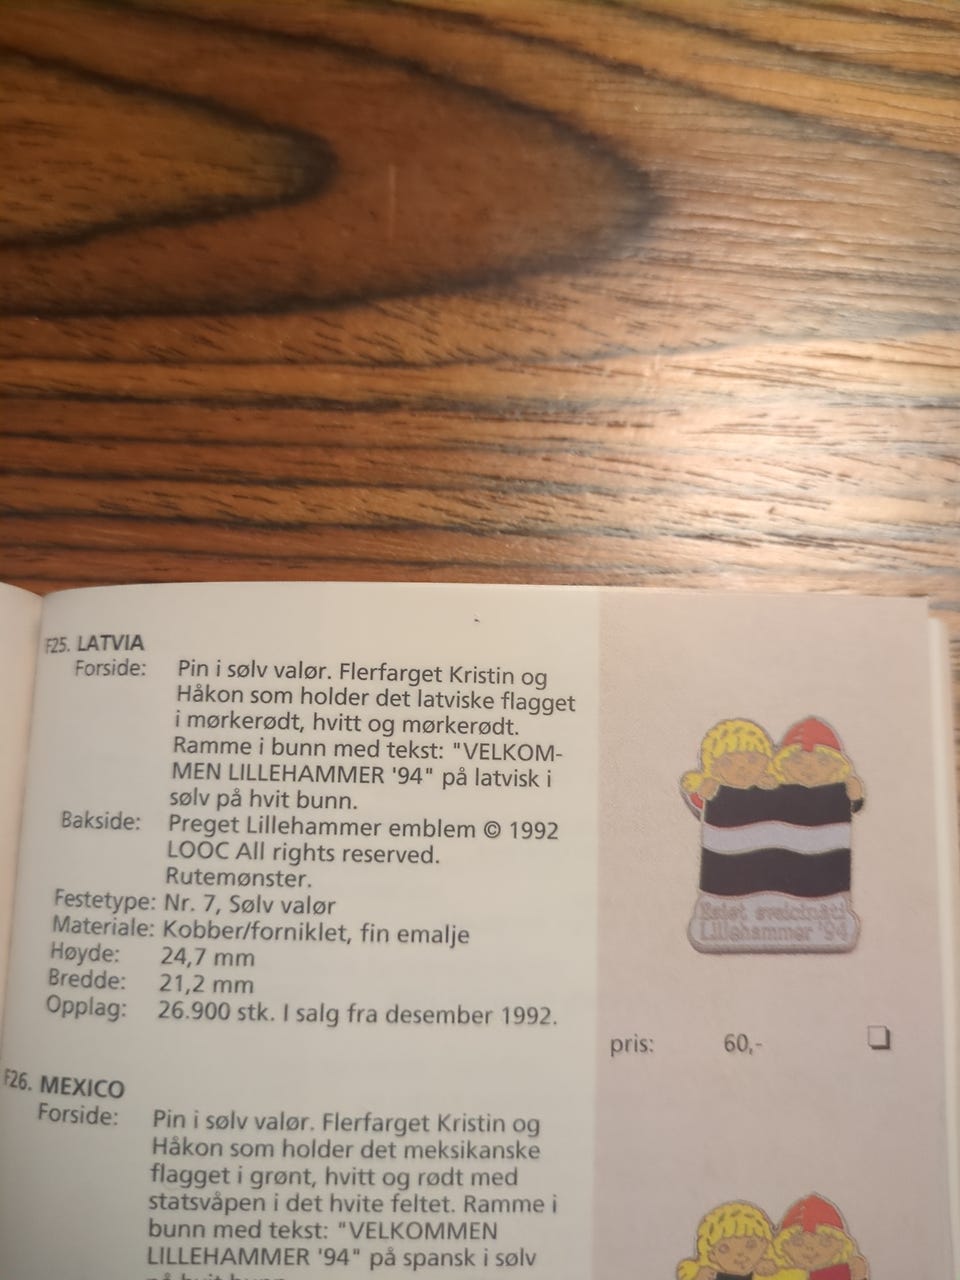 F25. LATVIA
Forside: Pin i sølv valør. Flerfarget Kristin og
Håkon som holder det latviske flagget
i mørkerødt, hvitt og mørkerødt.
Ramme i bunn med tekst: "VELKOM-
MEN LILLEHAMMER '94" på latvisk i
sølv på hvit bunn.
Bakside: Preget Lillehammer emblem © 1992
LOOC All rights reserved.
Rutemønster.
Festetype: Nr. 7, Sølv valør
Materiale: Kobber/forniklet, fin emalje
Høyde: 24,7 mm
Bredde: 21,2 mm
Opplag: 26.900 stk. I salg fra desember 1992.
Lillehammer '94
pris: 60,-
F26. MEXICO
Forside: Pin i sølv valør. Flerfarget Kristin og
Håkon som holder det meksikanske
flagget i grønt, hvitt og rødt med
statsvåpen i det hvite feltet. Ramme i
bunn med tekst: "VELKOMMEN
LILLEHAMMER '94" på spansk i sølv
på hvit bunn.